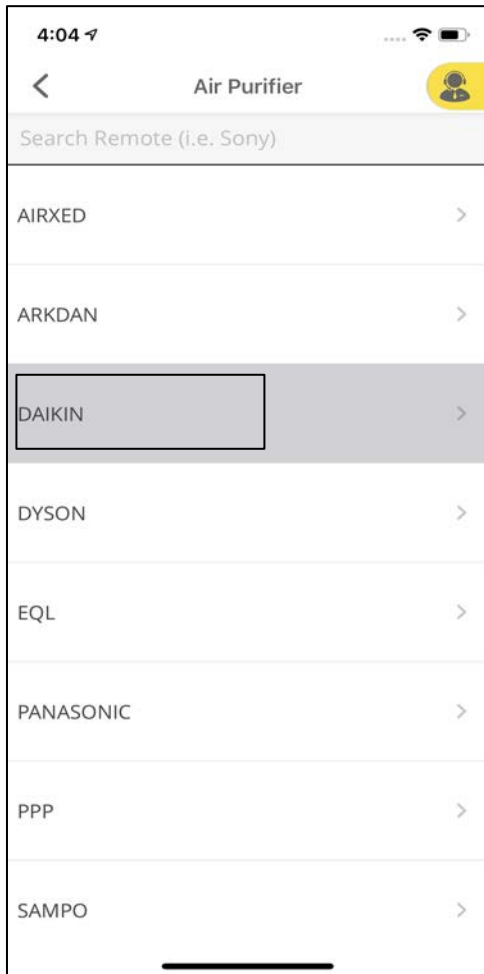 4:04
Air Purifier
Search Remote (i.e. Sony)
AIRXED
ARKDAN
DAIKIN
DYSON
EQL
PANASONIC
PPP
SAMPO